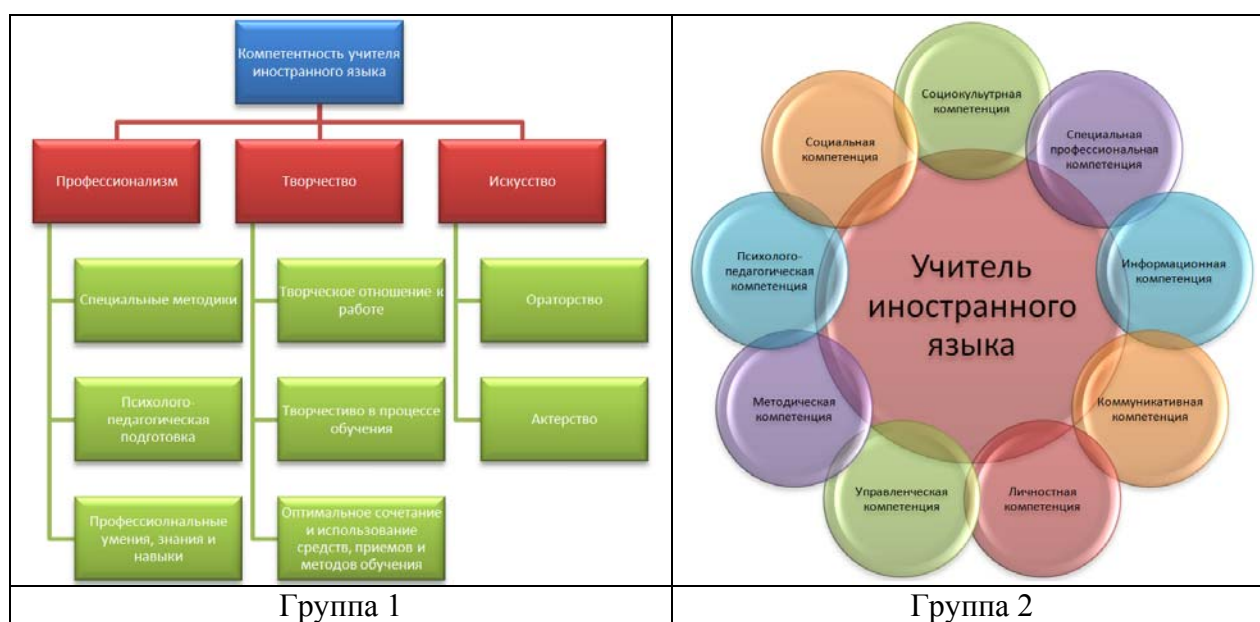 Компетентность учителя
иностранного языка
Профессионализм
Специальные методики
Психолого-
педагогическая
подготовка
Профессиолнальные
умения, знания и
навыки
Творчество
Творческое отношение к
работе
Творчестиво в процессе
обучения
Оптимальное сочетание
и использование
средств, приемов и
методов обучения
Искусство
Ораторство
Актерство
Группа 1
Учитель
иностранного
языка
Социокульутрная
компетенция
Специальная
профессиональная
компетенция
Информационная
компетенция
Коммуникативная
компетенция
Личностная
компетенция
Управленческая
компетенция
Методическая
компетенция
Психолого-
педагогическая
компетенция
Социальная
компетенция
Группа 2